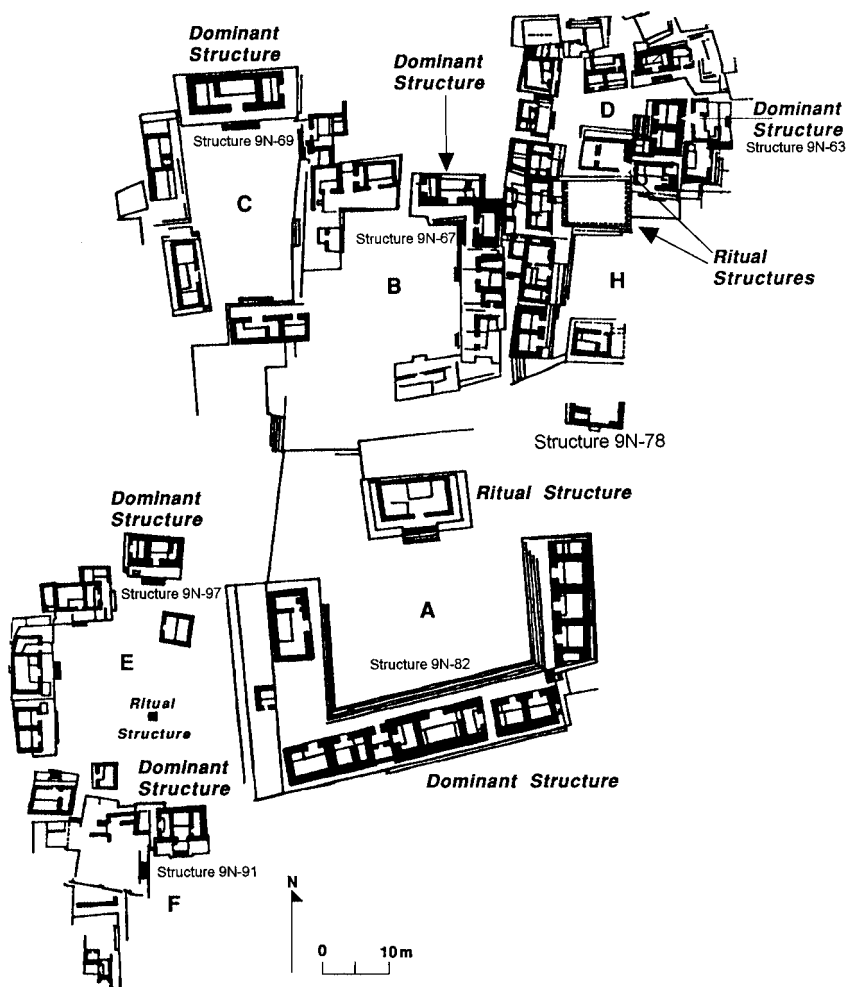 Dominant
Structure
Structure 9N-69
C
Dominant
Structure
D
Dominant
Structure
Structure 9N-63
Structure 9N-67
B
Ritual
Structures
H
Structure 9N-78
Ritual Structure
Dominant
Structure
Structure 9N-97
A
Structure 9N-82
E
Ritual
Structure
Dominant
Structure
Dominant Structure
Structure 9N-91
F
N
0 10m